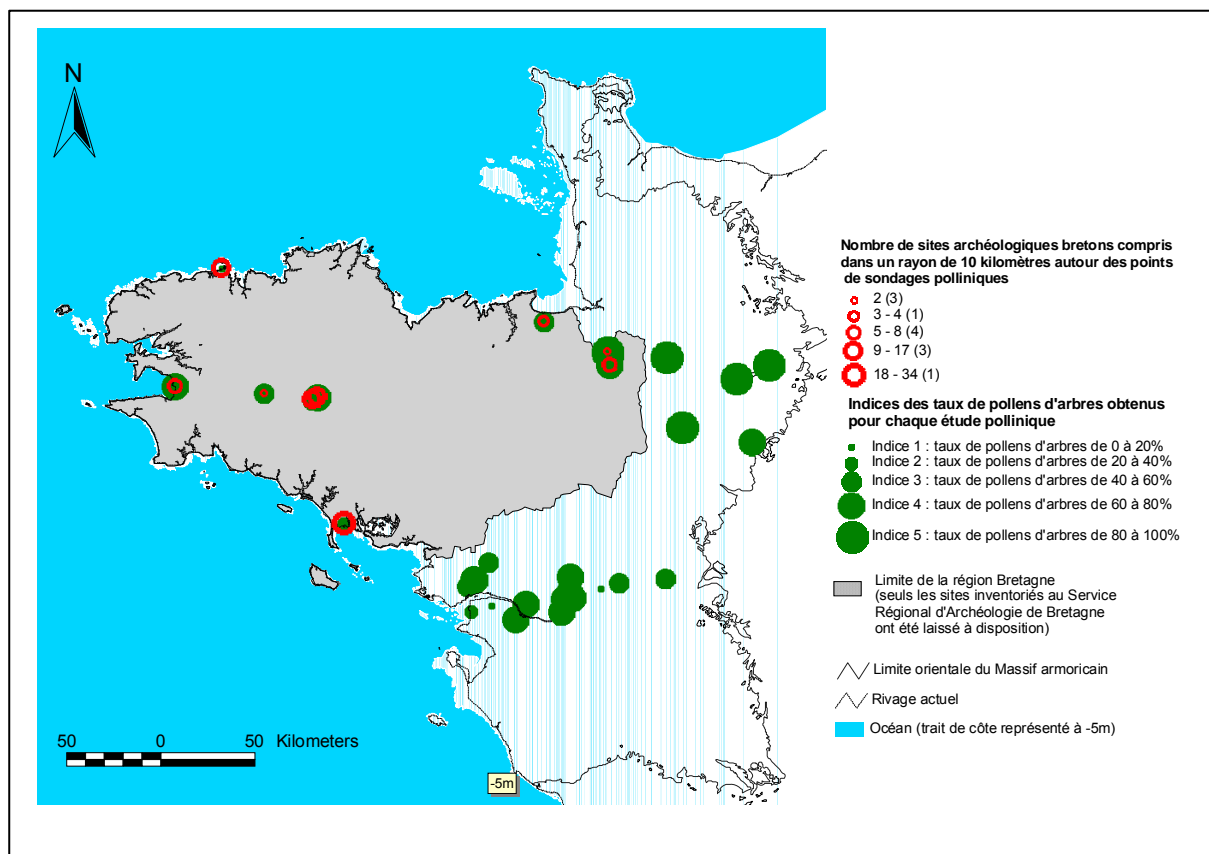 N
Nombre de sites archéologiques bretons compris
dans un rayon de 10 kilomètres autour des points
de sondages polliniques
2 (3)
3 - 4 (1)
5 - 8 (4)
9 - 17 (3)
18 - 34 (1)
Indices des taux de pollens d'arbres obtenus
pour chaque étude pollinique
Indice 1 : taux de pollens d'arbres de 0 à 20%
Indice 2 : taux de pollens d'arbres de 20 à 40%
Indice 3 : taux de pollens d'arbres de 40 à 60%
Indice 4 : taux de pollens d'arbres de 60 à 80%
Indice 5 : taux de pollens d'arbres de 80 à 100%
Limite de la région Bretagne
(seuls les sites inventoriés au Service
Régional d'Archéologie de Bretagne
ont été laissé à disposition)
Limite orientale du Massif armoricain
Rivage actuel
Océan (trait de côte représenté à -5m)
50 0 50 Kilometers
-5m